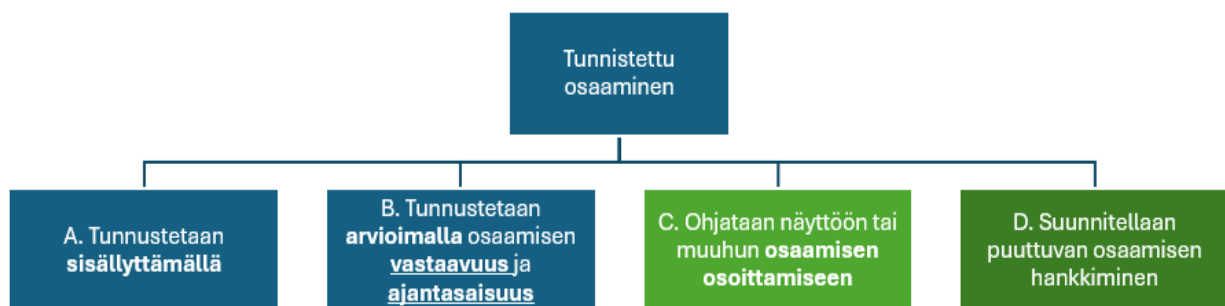 Tunnistettu
osaaminen
A. Tunnustetaan
sisällyttämällä
B. Tunnustetaan
arvioimalla osaamisen
vastaavuus ja
ajantasaisuus
C. Ohjataan näyttöön tai
muuhun osaamisen
osoittamiseen
D. Suunnitellaan
puuttuvan osaamisen
hankkiminen